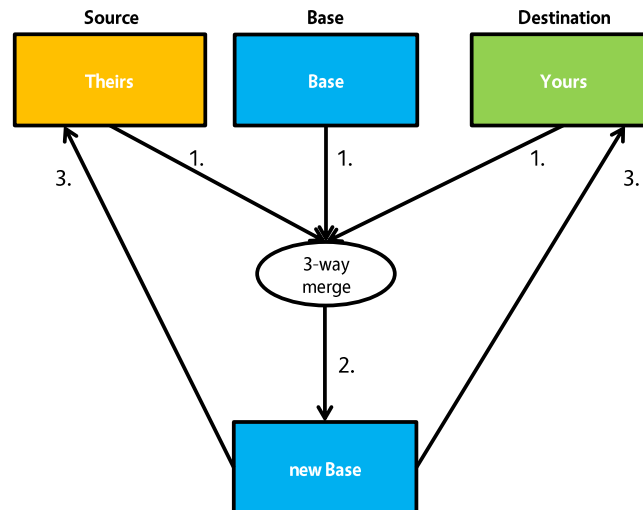 Source
Base
Destination
Theirs
Base
Yours
1.
1.
1.
3.
3.
3-way
merge
2.
new Base